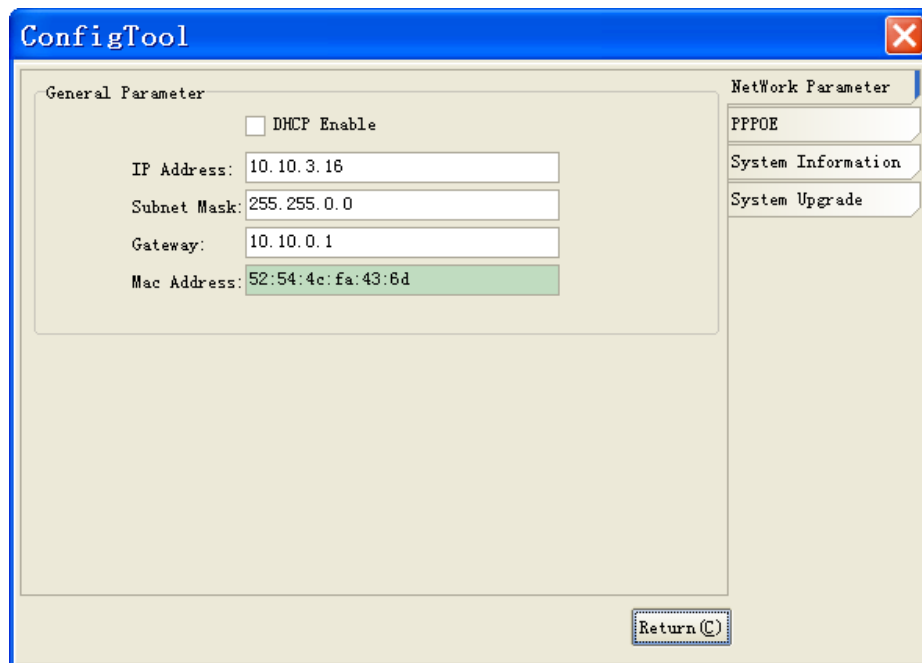 ConfigTool
General Parameter
DHCP Enable
IP Address: 10.10.3.16
Subnet Mask: 255.255.0.0
Gateway: 10.10.0.1
Mac Address: 52:54:4c:fa:43:6d
NetWork Parameter
PPPOE
System Information
System Upgrade
Return(C)